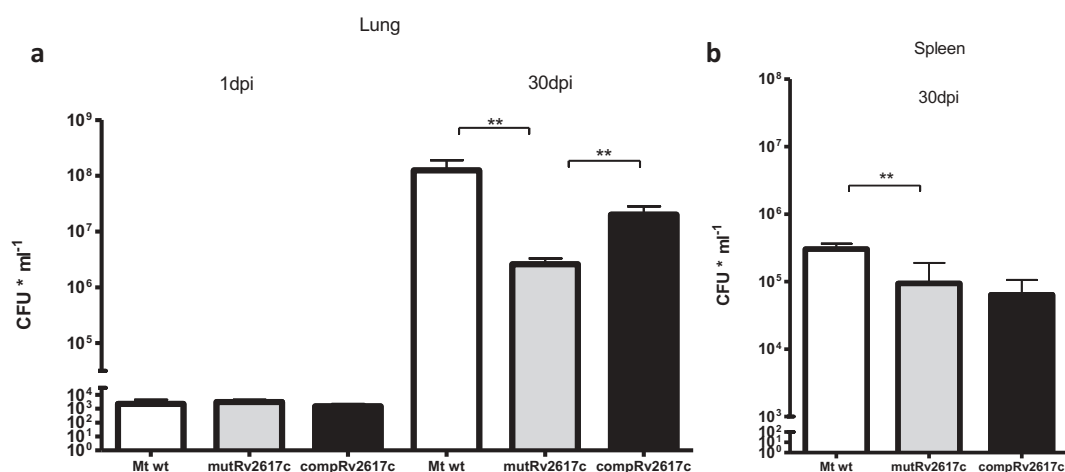 Lung
a
1dpi
30dpi
CFU * ml⁻¹
10⁹
10⁸
10⁷
10⁶
10⁵
10⁴
10³
10²
10¹
10⁰
**
**
Mt wt
mutRv2617c
compRv2617c
Mt wt
mutRv2617c
compRv2617c
b
Spleen
30dpi
CFU * ml⁻¹
10⁸
10⁷
10⁶
10⁵
10⁴
10³
10²
10¹
10⁰
**
Mt wt
mutRv2617c
compRv2617c